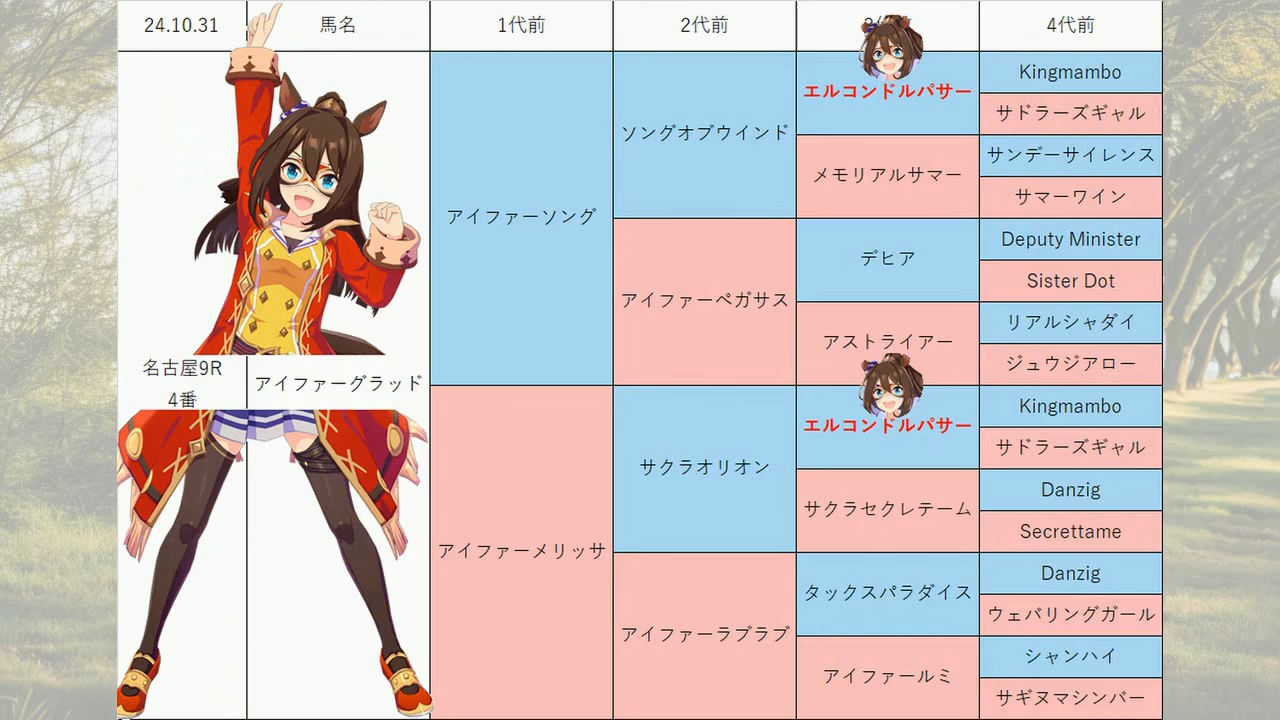 24.10.31
馬名
1代前
2代前
4代前
名古屋9R
4番
アイファーグラッド
アイファーソング
アイファーメリッサ
ソングオブウインド
アイファーペガサス
サクラオリオン
アイファーラブラブ
エルコンドルパサー
メモリアルサマー
デヒア
アストライアー
エルコンドルパサー
サクラセクレテーム
タックスパラダイス
アイファールミ
Kingmambo
サドラーズギャル
サンデーサイレンス
サマーワイン
Deputy Minister
Sister Dot
リアルシャダイ
ジュウジアロー
Kingmambo
サドラーズギャル
Danzig
Secrettame
Danzig
ウェバリングガール
シャンハイ
サギヌマシンバー